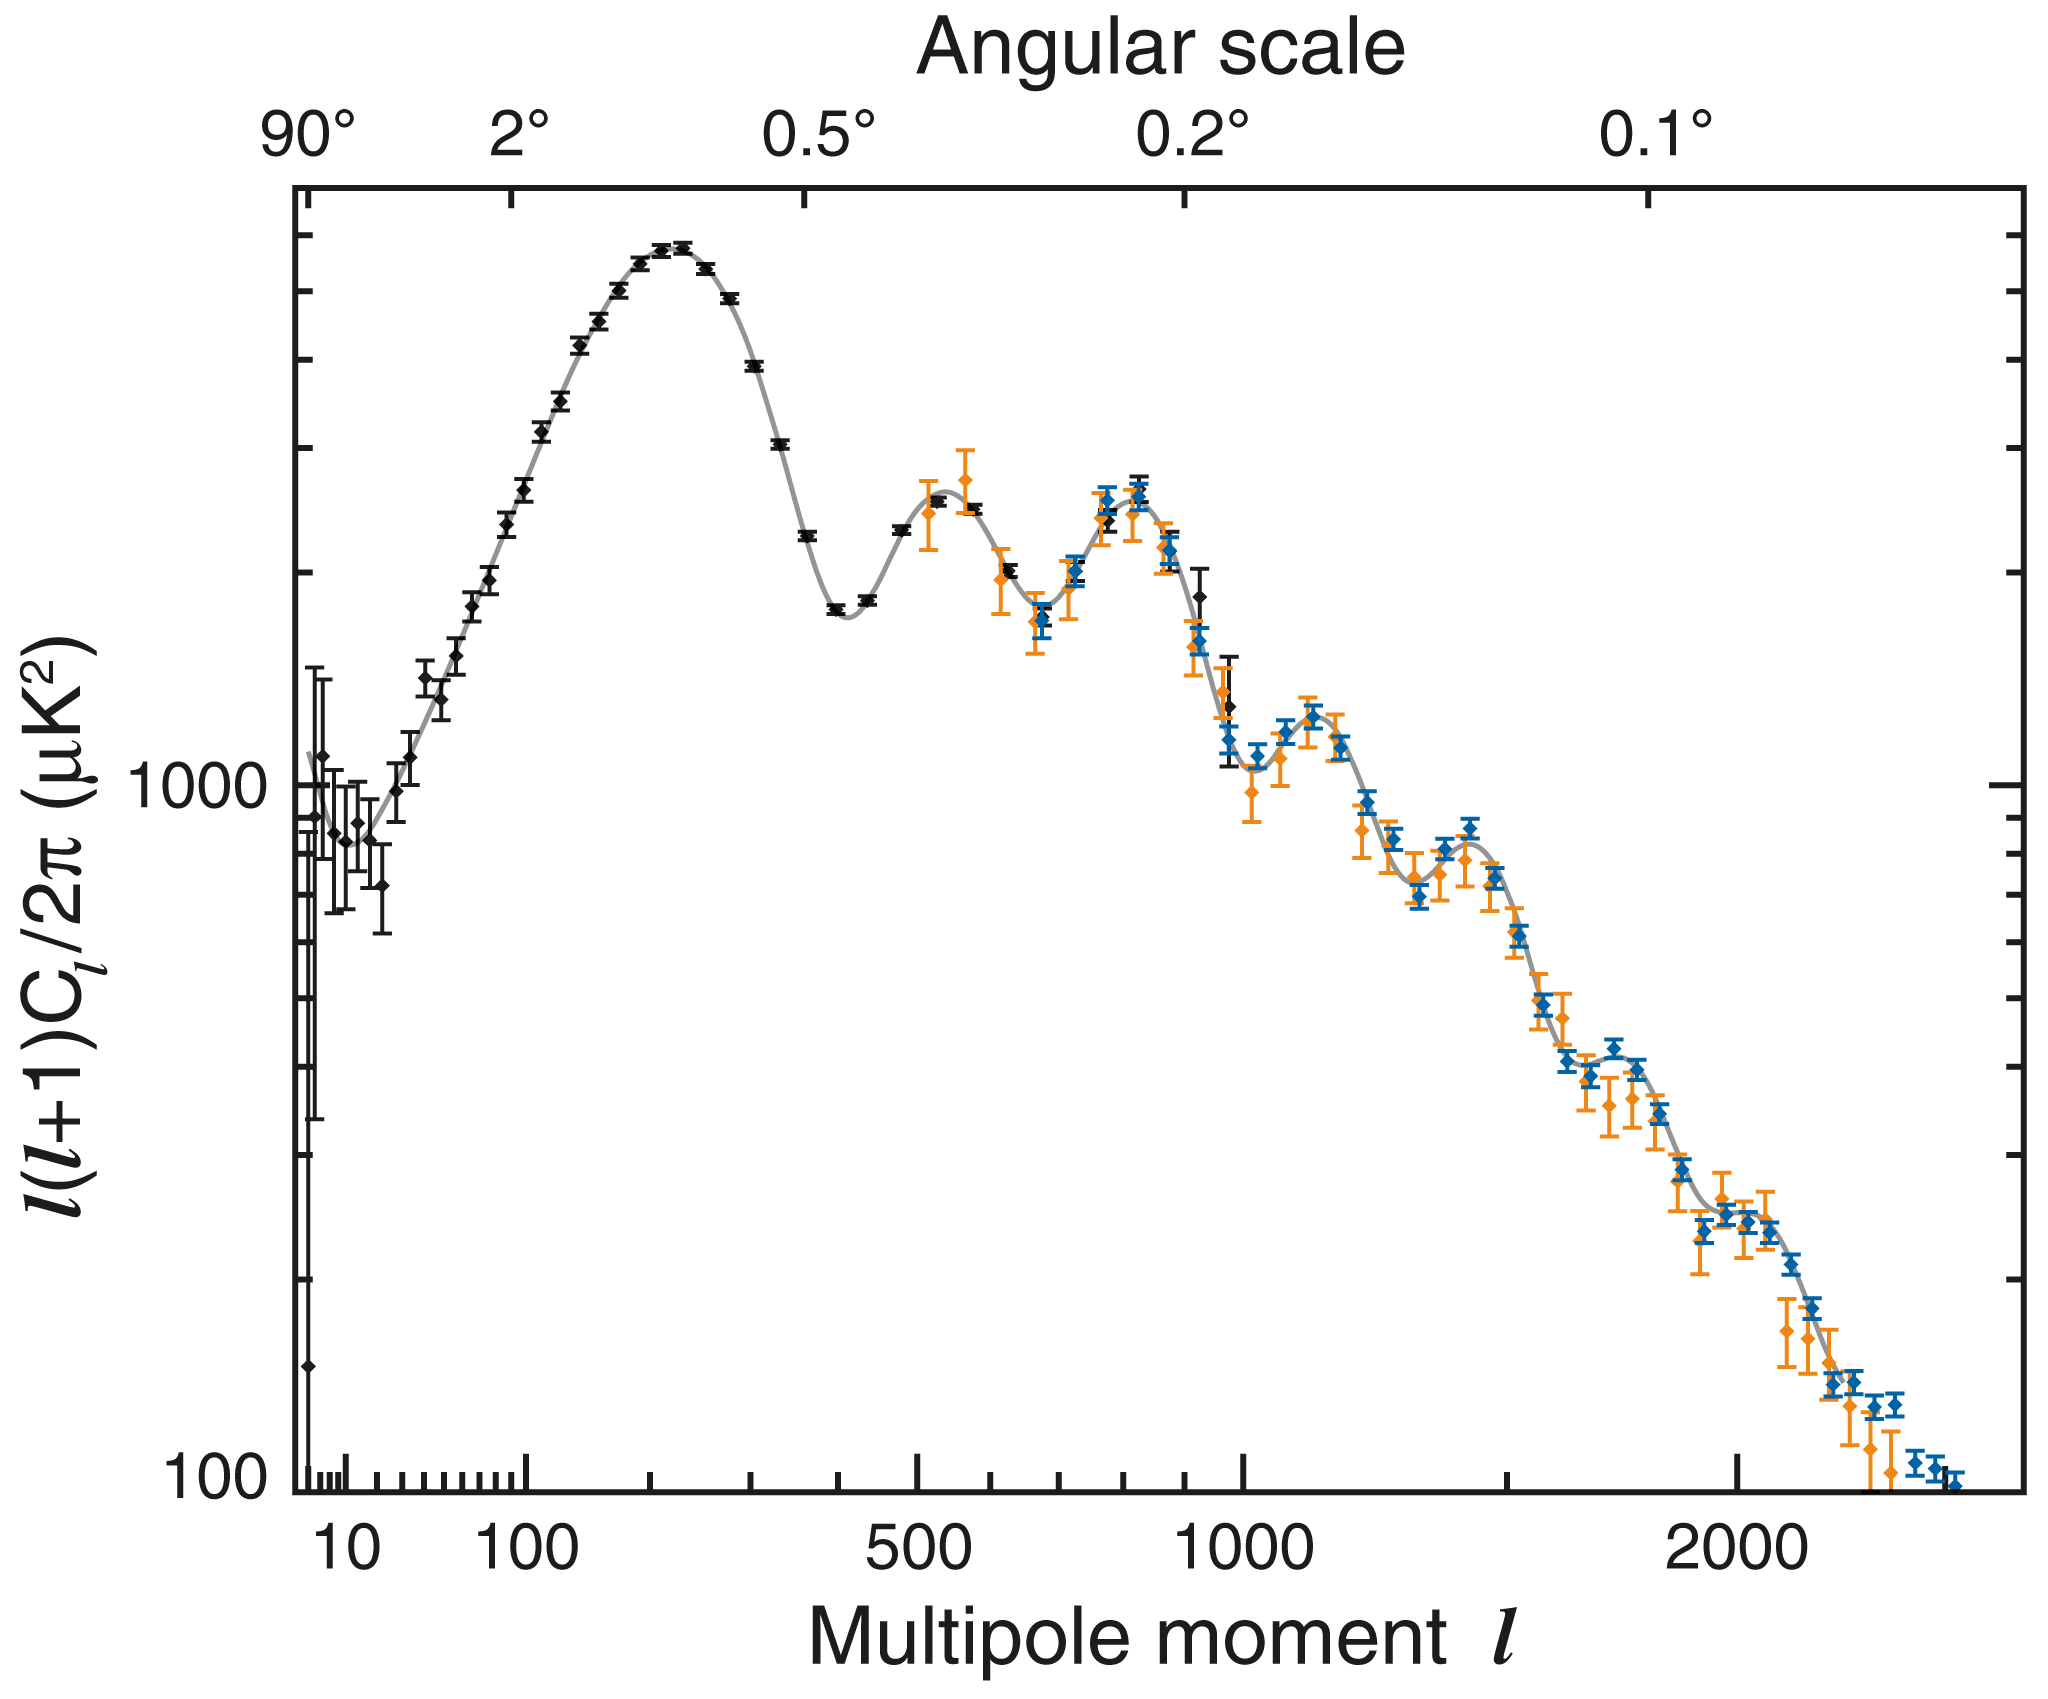 Angular scale
90° 2° 0.5° 0.2° 0.1°
l(l+1)Cl/2π (μK²)
1000
100
10 100 500 1000 2000
Multipole moment l